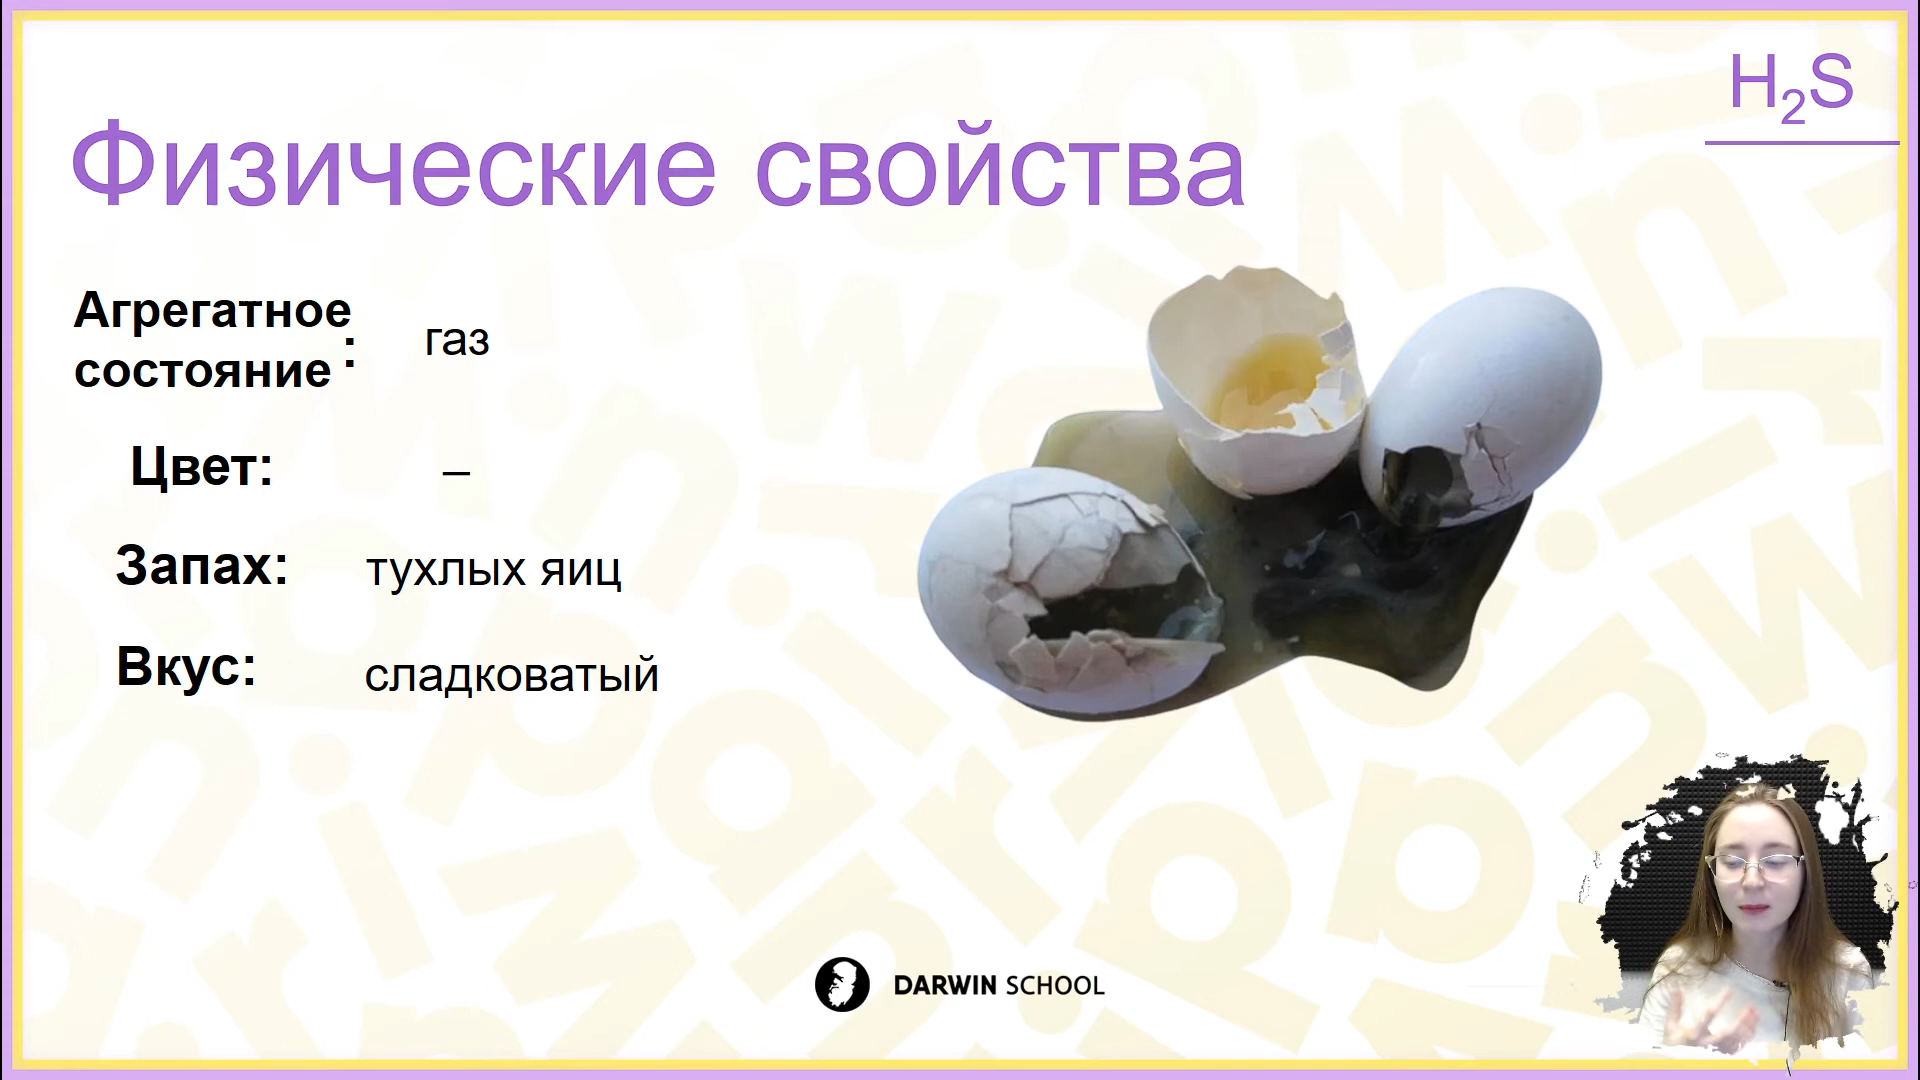 H₂S
Физические свойства
Агрегатное
состояние :
газ
Цвет: –
Запах: тухлых яиц
Вкус: сладковатый
DARWIN SCHOOL